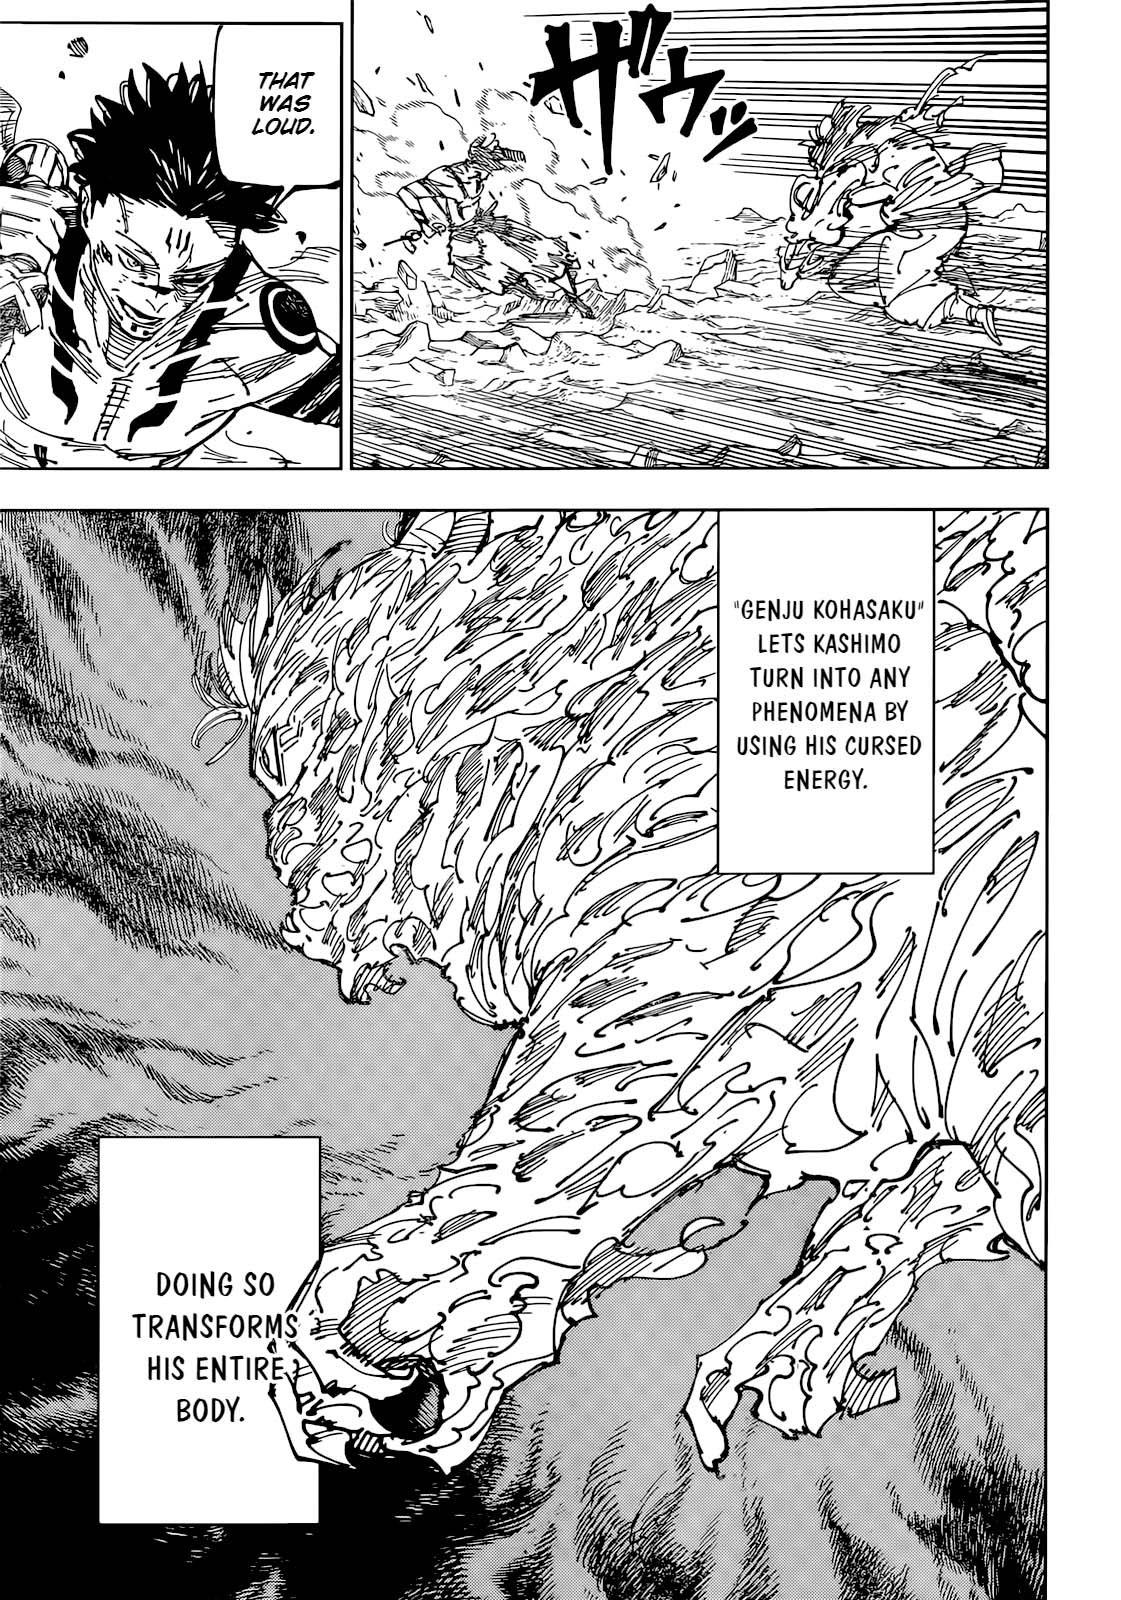 ザウッ
THAT
WAS
LOUD.
"GENJU KOHASAKU"
LETS KASHIMO
TURN INTO ANY
PHENOMENA BY
USING HIS CURSED
ENERGY.
DOING SO
TRANSFORMS
HIS ENTIRE
BODY.